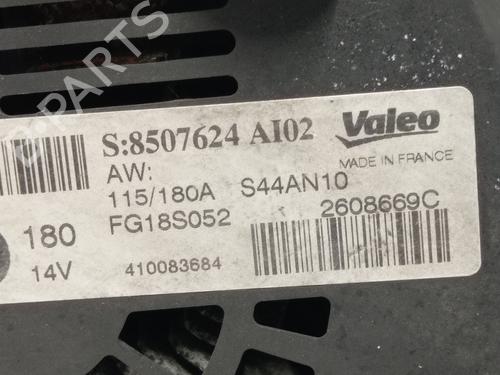 B-PARTS
S:8507624 AI02
Valeo
MADE IN FRANCE
AW:
115/180A S44AN10
180 FG18S052 2608669C
14V 410083684